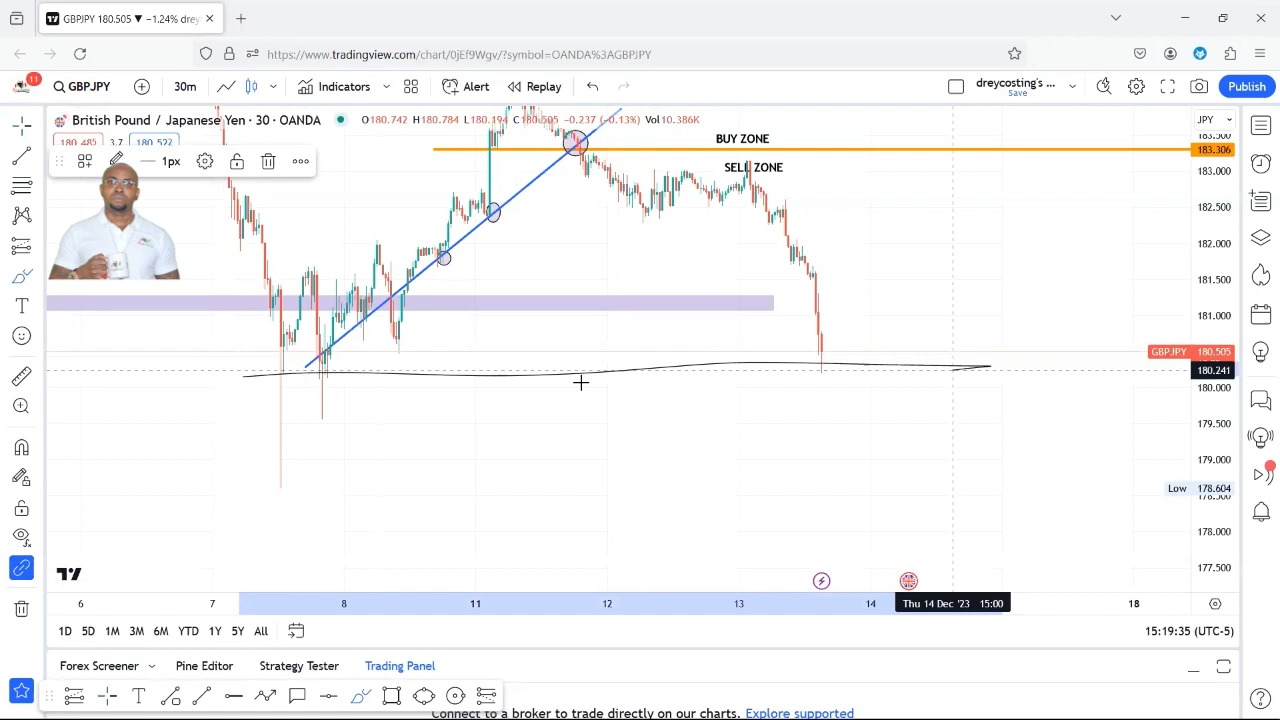 GBPJPY 180.505 ▼ −1.24% drey
https://www.tradingview.com/chart/0jEf9Wgv/?symbol=OANDA%3AGBPJPY
11
GBPJPY
30m
Indicators
Alert
Replay
dreycosting's ...
Save
Publish
British Pound / Japanese Yen · 30 · OANDA
O180.742 H180.784 L180.194 C180.505 −0.237 (−0.13%) Vol10.386K
JPY
180.485 3.7 180.522
1px
BUY ZONE
SELL ZONE
183.500
183.306
183.000
182.500
182.000
181.500
181.000
GBPJPY 180.505
180.241
180.000
179.500
179.000
Low 178.604
178.500
178.000
177.500
6 7 8 11 12 13 14 Thu 14 Dec '23 15:00 18
1D 5D 1M 3M 6M YTD 1Y 5Y All
15:19:35 (UTC-5)
Forex Screener Pine Editor Strategy Tester Trading Panel
Connect to a broker to trade directly on our charts. Explore supported